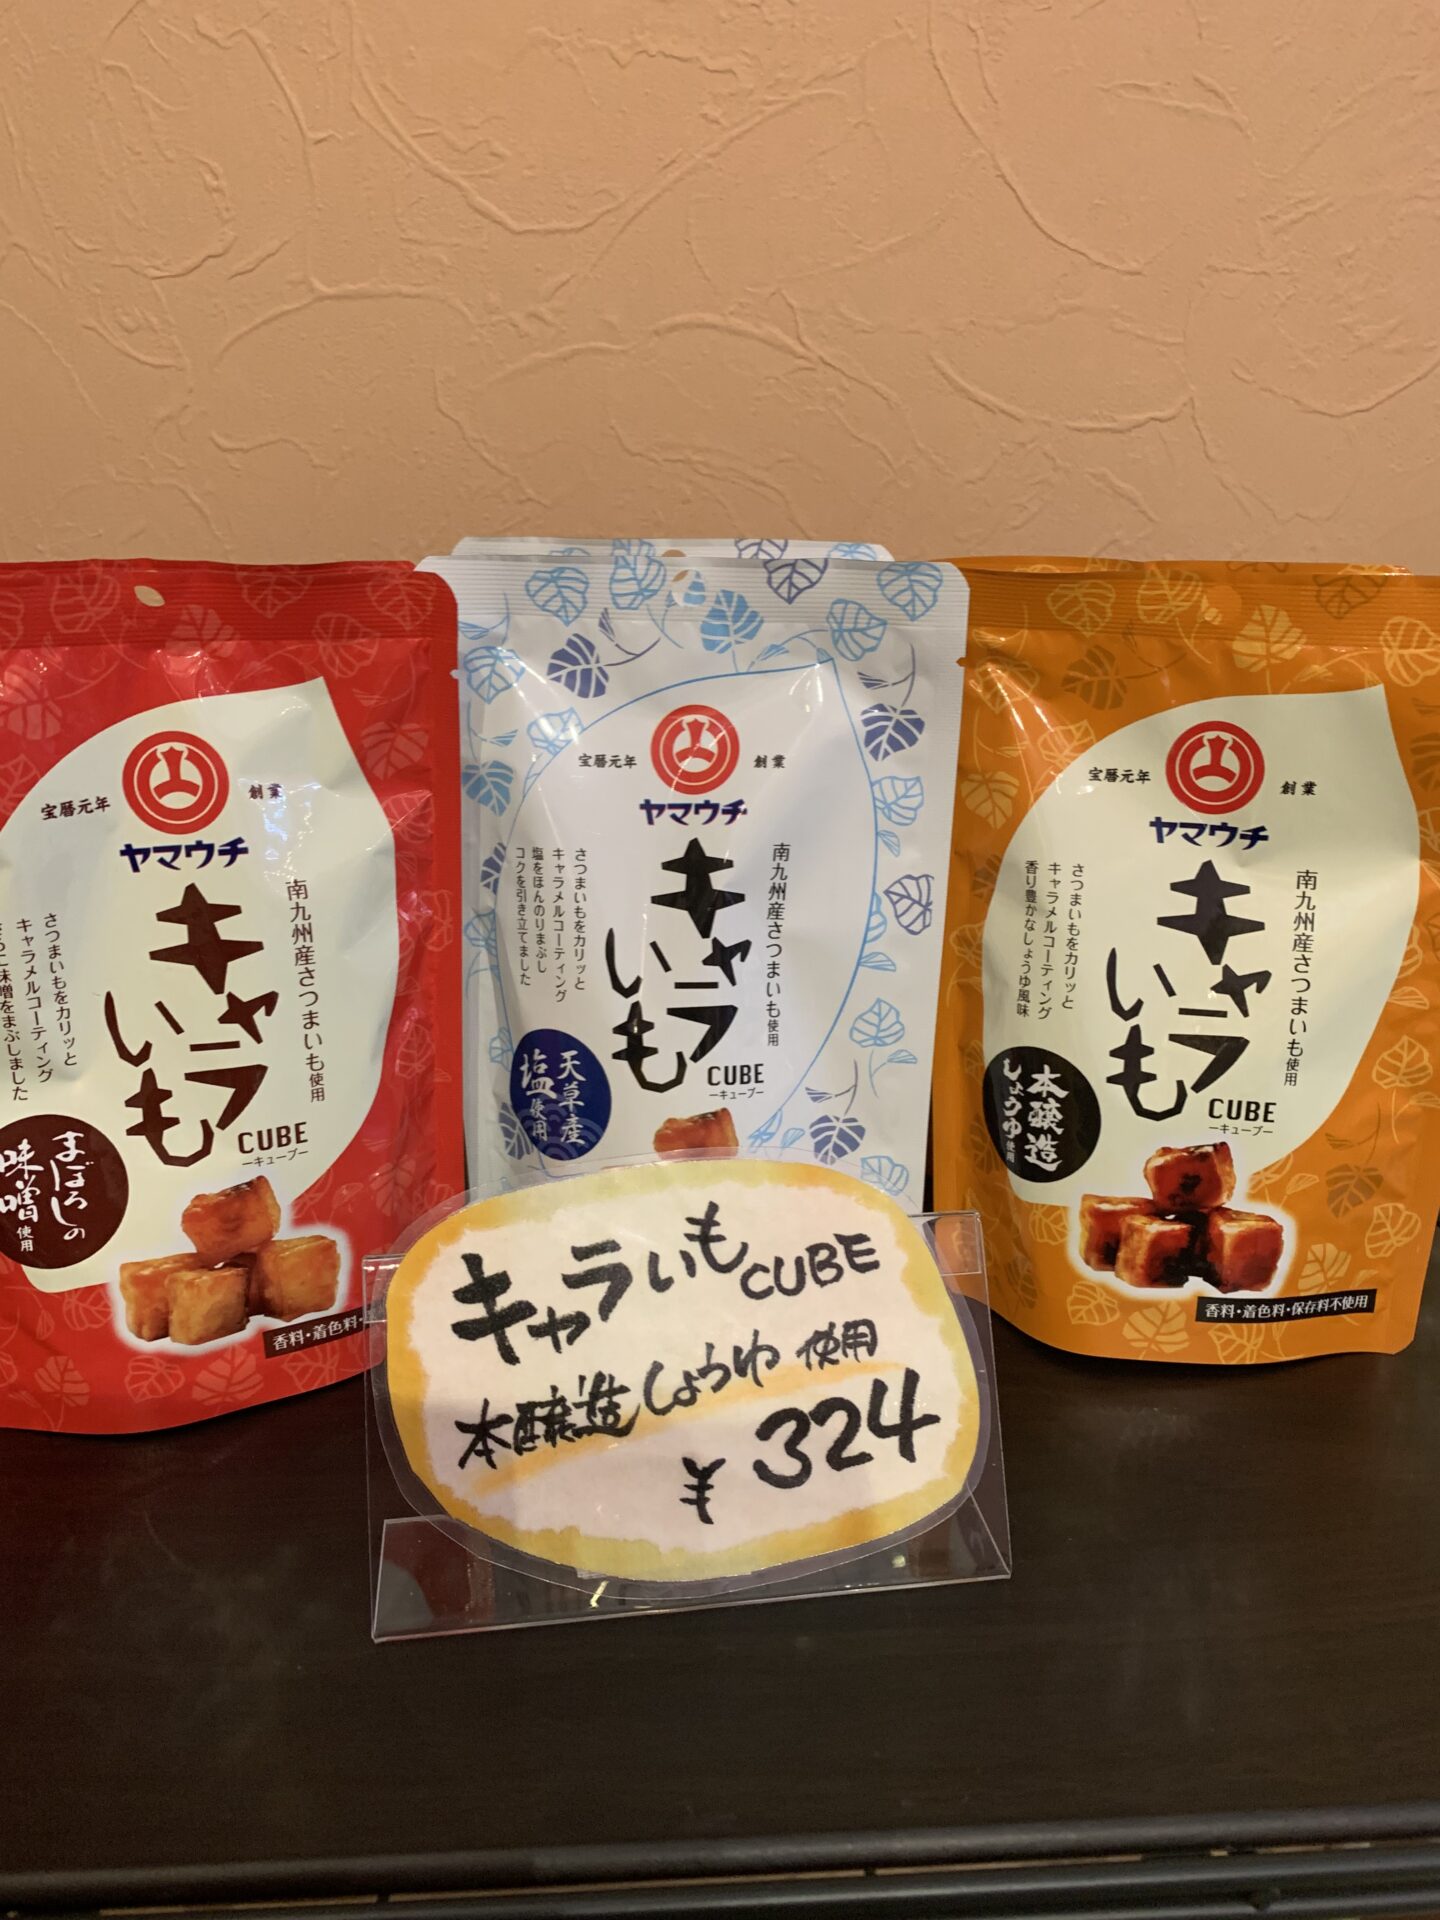 宝暦元年
創業
ヤマウチ
南九州産さつまいも使用
キャラいも
CUBE
ーキューブー
さつまいもをカリッと
キャラメルコーティング
味噌をまぶしました
まぼろしの
味噌
使用
香料・着色料・
宝暦元年
創業
ヤマウチ
南九州産さつまいも使用
キャラいも
CUBE
ーキューブー
さつまいもをカリッと
キャラメルコーティング
塩をほんのりまぶし
コクを引き立てました
天草産
塩使用
宝暦元年
創業
ヤマウチ
南九州産さつまいも使用
キャラいも
CUBE
ーキューブー
さつまいもをカリッと
キャラメルコーティング
香り豊かなしょうゆ風味
本醸造
しょうゆ使用
香料・着色料・保存料不使用
キャラいもCUBE
本醸造しょうゆ使用
¥324